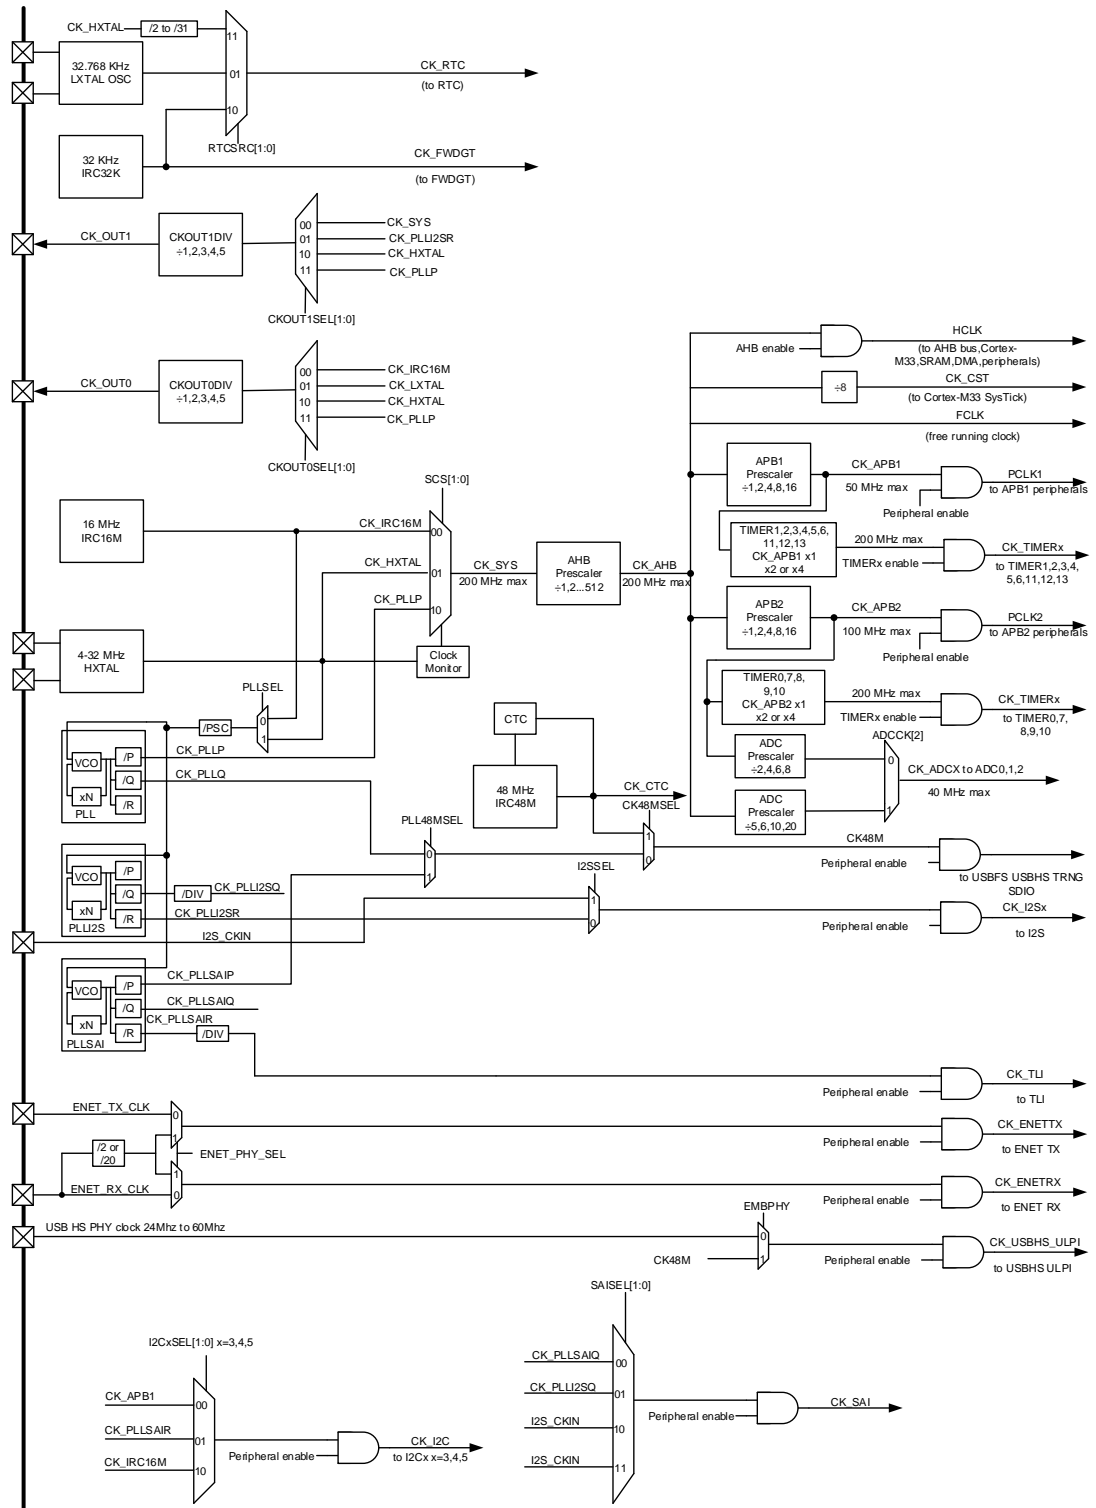 CK_HXTAL
/2 to /31
11
32.768 KHz
LXTAL OSC
01
CK_RTC
(to RTC)
10
RTCSRC[1:0]
32 KHz
IRC32K
CK_FWDGT
(to FWDGT)
CK_OUT1
CKOUT1DIV
÷1,2,3,4,5
00
CK_SYS
01
CK_PLLI2SR
10
CK_HXTAL
11
CK_PLLP
CKOUT1SEL[1:0]
CK_OUT0
CKOUT0DIV
÷1,2,3,4,5
00
CK_IRC16M
01
CK_LXTAL
10
CK_HXTAL
11
CK_PLLP
CKOUT0SEL[1:0]
AHB enable
HCLK
(to AHB bus,Cortex-
M33,SRAM,DMA,peripherals)
÷8
CK_CST
(to Cortex-M33 SysTick)
FCLK
(free running clock)
SCS[1:0]
16 MHz
IRC16M
CK_IRC16M
00
CK_HXTAL
01
CK_PLLP
10
CK_SYS
200 MHz max
AHB
Prescaler
÷1,2...512
CK_AHB
200 MHz max
APB1
Prescaler
÷1,2,4,8,16
CK_APB1
50 MHz max
Peripheral enable
PCLK1
to APB1 peripherals
TIMER1,2,3,4,5,6,
11,12,13
CK_APB1 x1
x2 or x4
200 MHz max
TIMERx enable
CK_TIMERx
to TIMER1,2,3,4,
5,6,11,12,13
APB2
Prescaler
÷1,2,4,8,16
CK_APB2
100 MHz max
Peripheral enable
PCLK2
to APB2 peripherals
TIMER0,7,8,
9,10
CK_APB2 x1
x2 or x4
200 MHz max
TIMERx enable
CK_TIMERx
to TIMER0,7,
8,9,10
ADC
Prescaler
÷2,4,6,8
ADCCK[2]
0
1
CK_ADCX to ADC0,1,2
40 MHz max
ADC
Prescaler
÷5,6,10,20
4-32 MHz
HXTAL
Clock
Monitor
PLLSEL
0
1
/PSC
VCO
xN
/P
/Q
/R
PLL
CK_PLLP
CK_PLLQ
CTC
48 MHz
IRC48M
CK_CTC
CK48MSEL
1
0
PLL48MSEL
0
1
CK48M
Peripheral enable
to USBFS USBHS TRNG
SDIO
VCO
xN
/P
/Q
/R
PLLI2S
/DIV
CK_PLLI2SQ
CK_PLLI2SR
I2S_CKIN
I2SSEL
1
0
Peripheral enable
CK_I2Sx
to I2S
VCO
xN
/P
/Q
/R
PLLSAI
CK_PLLSAIP
CK_PLLSAIQ
CK_PLLSAIR
/DIV
Peripheral enable
CK_TLI
to TLI
ENET_TX_CLK
0
1
/2 or
/20
ENET_PHY_SEL
ENET_RX_CLK
1
0
Peripheral enable
CK_ENETTX
to ENET TX
Peripheral enable
CK_ENETRX
to ENET RX
USB HS PHY clock 24Mhz to 60Mhz
EMBPHY
0
CK48M
1
Peripheral enable
CK_USBHS_ULPI
to USBHS ULPI
I2CxSEL[1:0] x=3,4,5
CK_APB1
00
CK_PLLSAIR
01
CK_IRC16M
10
Peripheral enable
CK_I2C
to I2Cx x=3,4,5
SAISEL[1:0]
CK_PLLSAIQ
00
CK_PLLI2SQ
01
I2S_CKIN
10
I2S_CKIN
11
Peripheral enable
CK_SAI